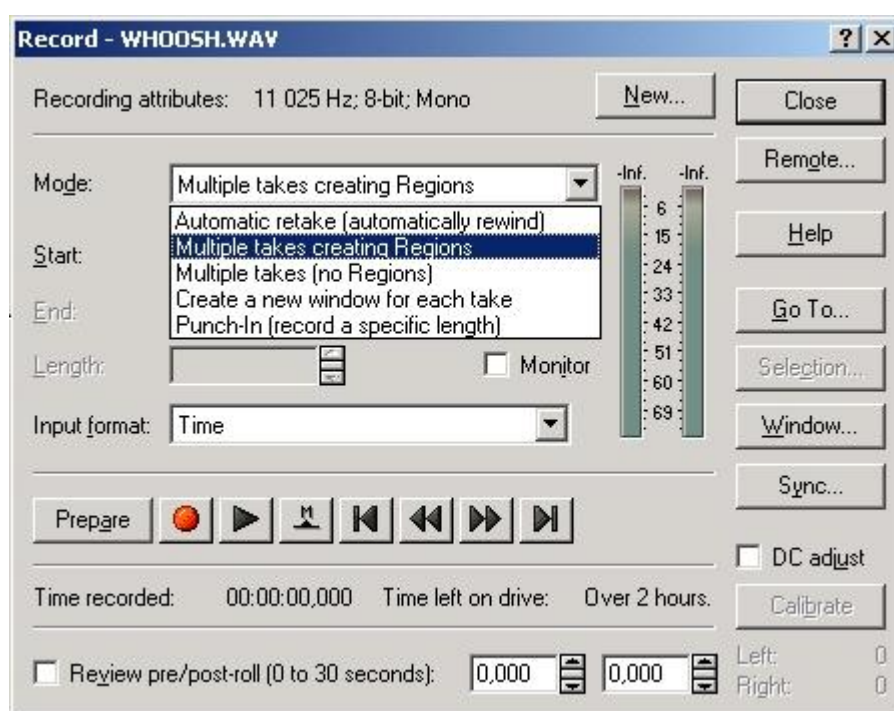 Record - WHOOSH.WAV
Recording attributes: 11 025 Hz; 8-bit; Mono
New...
Close
Remote...
Mode:
Multiple takes creating Regions
-Inf. -Inf.
Automatic retake (automatically rewind)
Multiple takes creating Regions
Multiple takes (no Regions)
Create a new window for each take
Punch-In (record a specific length)
Start:
End:
Length:
Monitor
Input format:
Time
6
15
24
33
42
51
60
69
Help
Go To...
Selection...
Window...
Sync...
Prepare
M
DC adjust
Time recorded: 00:00:00,000 Time left on drive: Over 2 hours.
Calibrate
Review pre/post-roll (0 to 30 seconds): 0,000 0,000
Left: 0
Right: 0